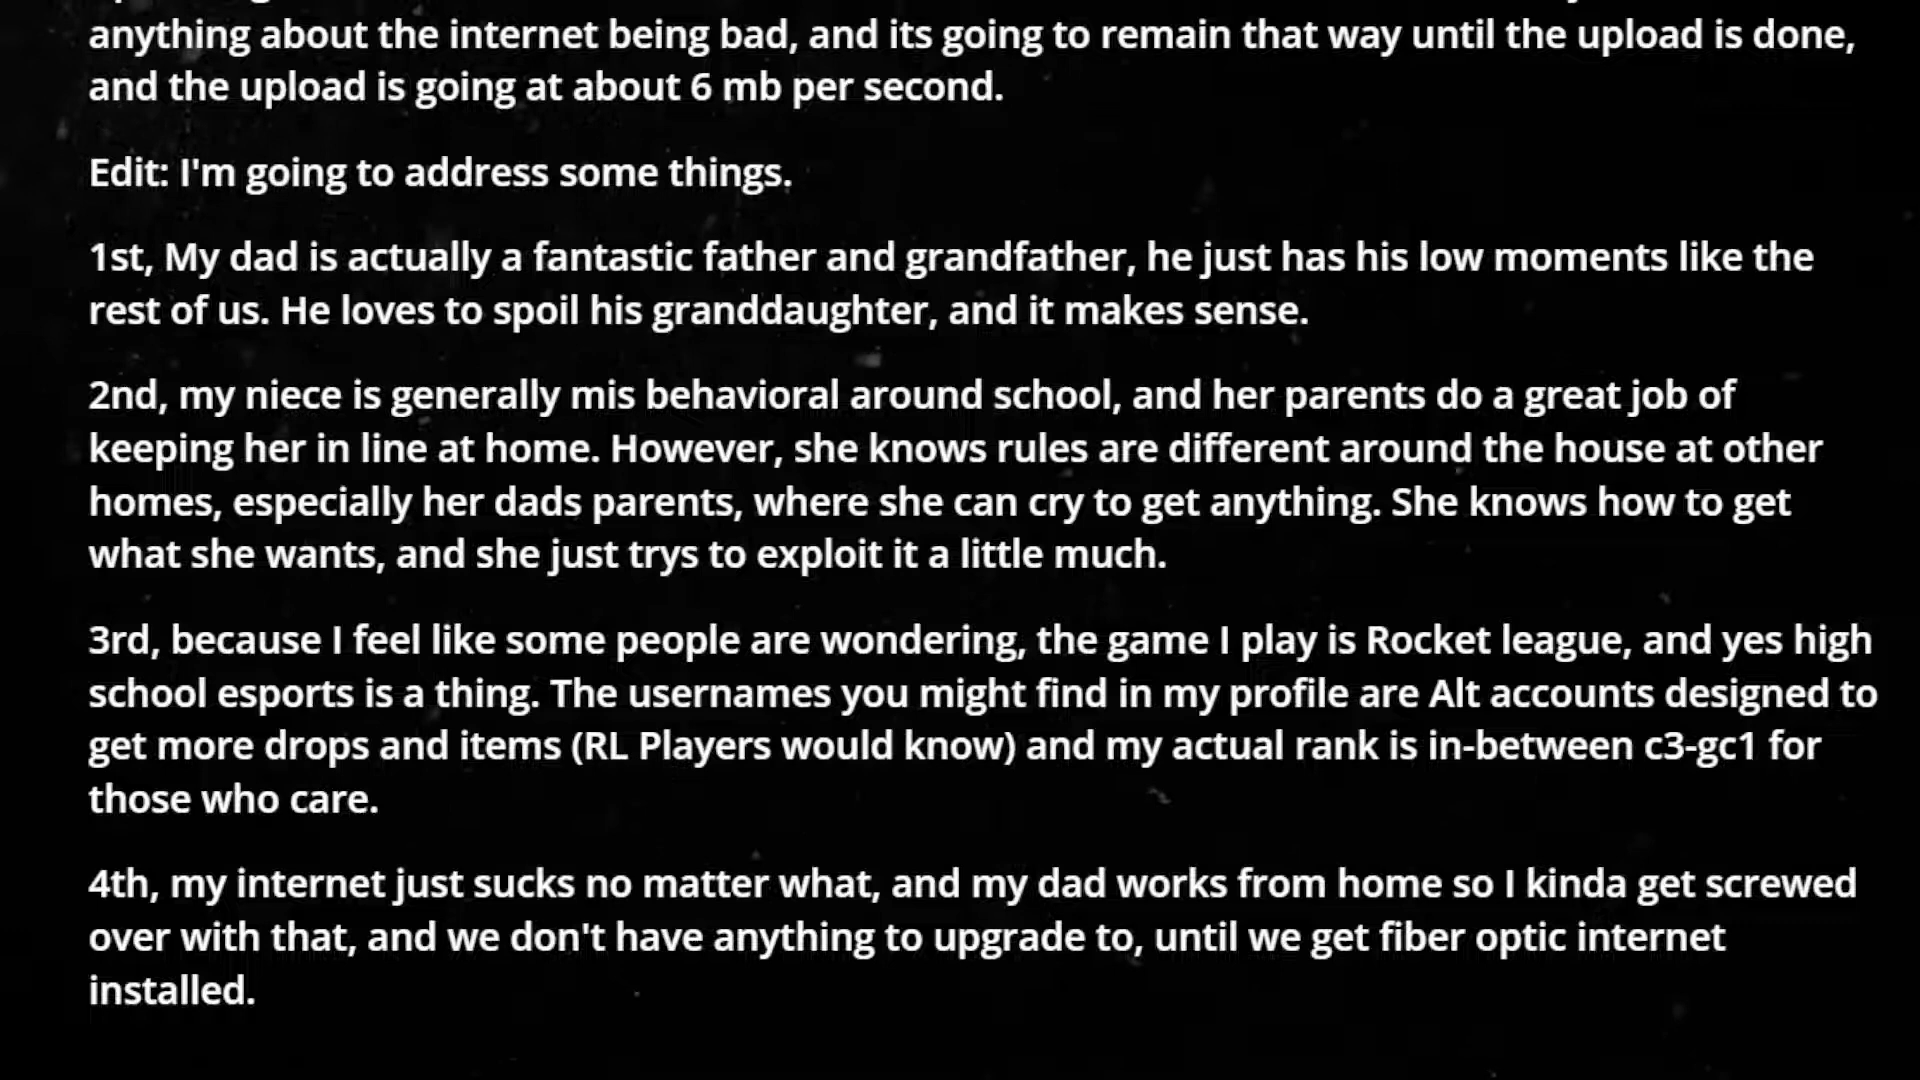 anything about the internet being bad, and its going to remain that way until the upload is done,
and the upload is going at about 6 mb per second.
Edit: I'm going to address some things.
1st, My dad is actually a fantastic father and grandfather, he just has his low moments like the
rest of us. He loves to spoil his granddaughter, and it makes sense.
2nd, my niece is generally mis behavioral around school, and her parents do a great job of
keeping her in line at home. However, she knows rules are different around the house at other
homes, especially her dads parents, where she can cry to get anything. She knows how to get
what she wants, and she just trys to exploit it a little much.
3rd, because I feel like some people are wondering, the game I play is Rocket league, and yes high
school esports is a thing. The usernames you might find in my profile are Alt accounts designed to
get more drops and items (RL Players would know) and my actual rank is in-between c3-gc1 for
those who care.
4th, my internet just sucks no matter what, and my dad works from home so I kinda get screwed
over with that, and we don't have anything to upgrade to, until we get fiber optic internet
installed.